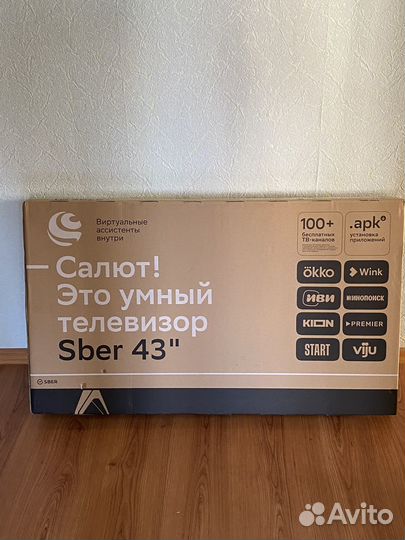 Виртуальные
ассистенты
внутри
100+
бесплатных
ТВ-каналов
.apk
установка
приложений
— Салют!
Это умный
телевизор
Sber 43"
ökko
Wink
иви
КИНОПОИСК
KION
PREMIER
START
viju
SBER
Avito